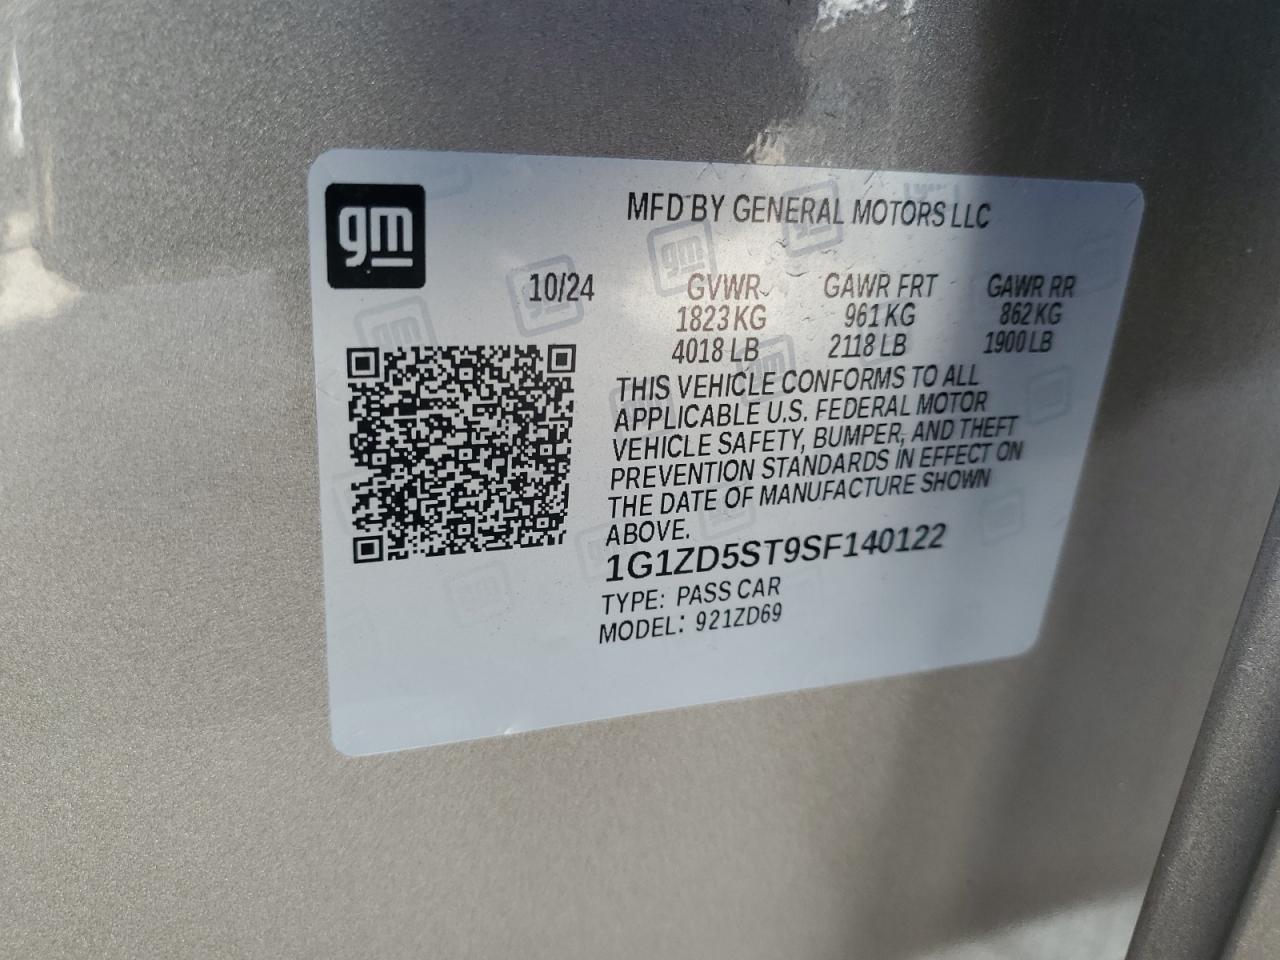 gm
MFD BY GENERAL MOTORS LLC
10/24 GVWR GAWR FRT GAWR RR
1823 KG 961 KG 862 KG
4018 LB 2118 LB 1900 LB
THIS VEHICLE CONFORMS TO ALL
APPLICABLE U.S. FEDERAL MOTOR
VEHICLE SAFETY, BUMPER, AND THEFT
PREVENTION STANDARDS IN EFFECT ON
THE DATE OF MANUFACTURE SHOWN
ABOVE.
1G1ZD5ST9SF140122
TYPE: PASS CAR
MODEL: 921ZD69